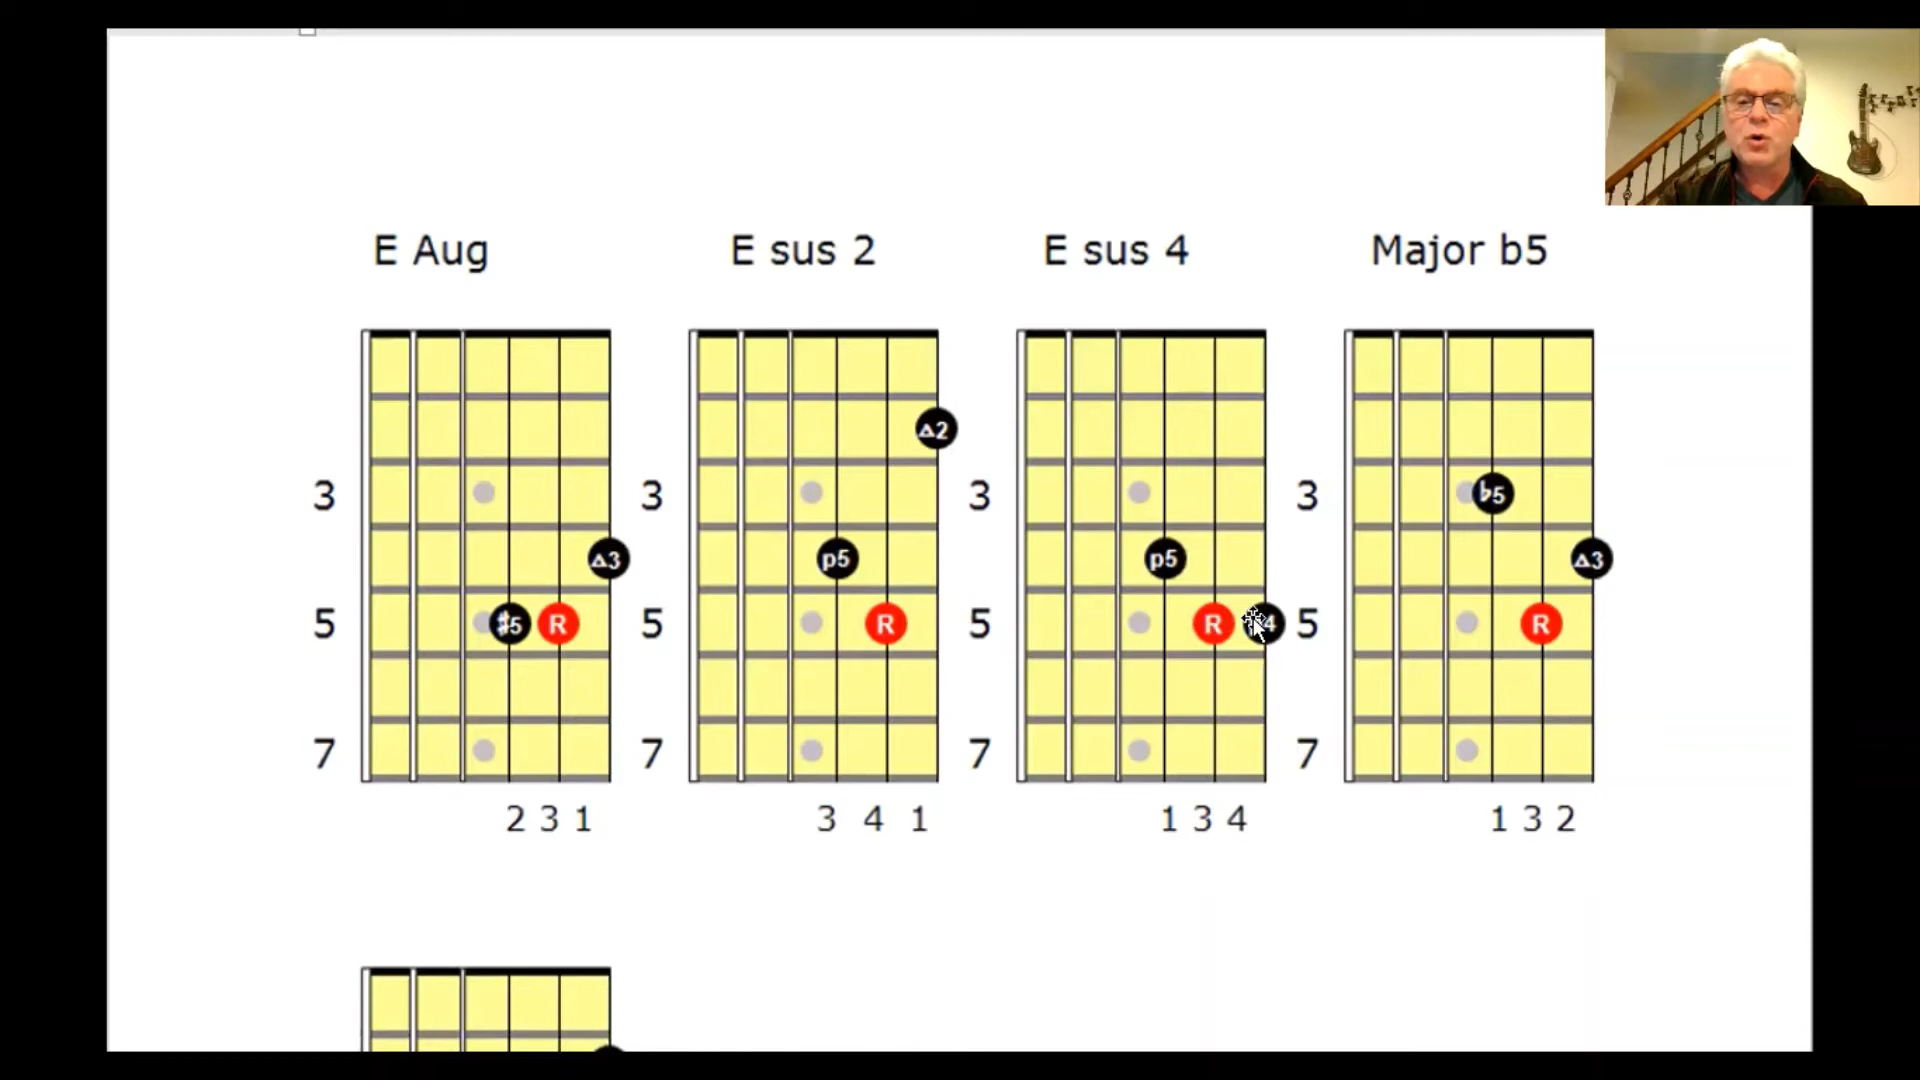 E Aug E sus 2 E sus 4 Major b5
Δ2
3 3 3 3 ♭5
Δ3 p5 p5 Δ3
5 ♯5 R 5 R 5 R 5 R
7 7 7 7
2 3 1 3 4 1 1 3 4 1 3 2